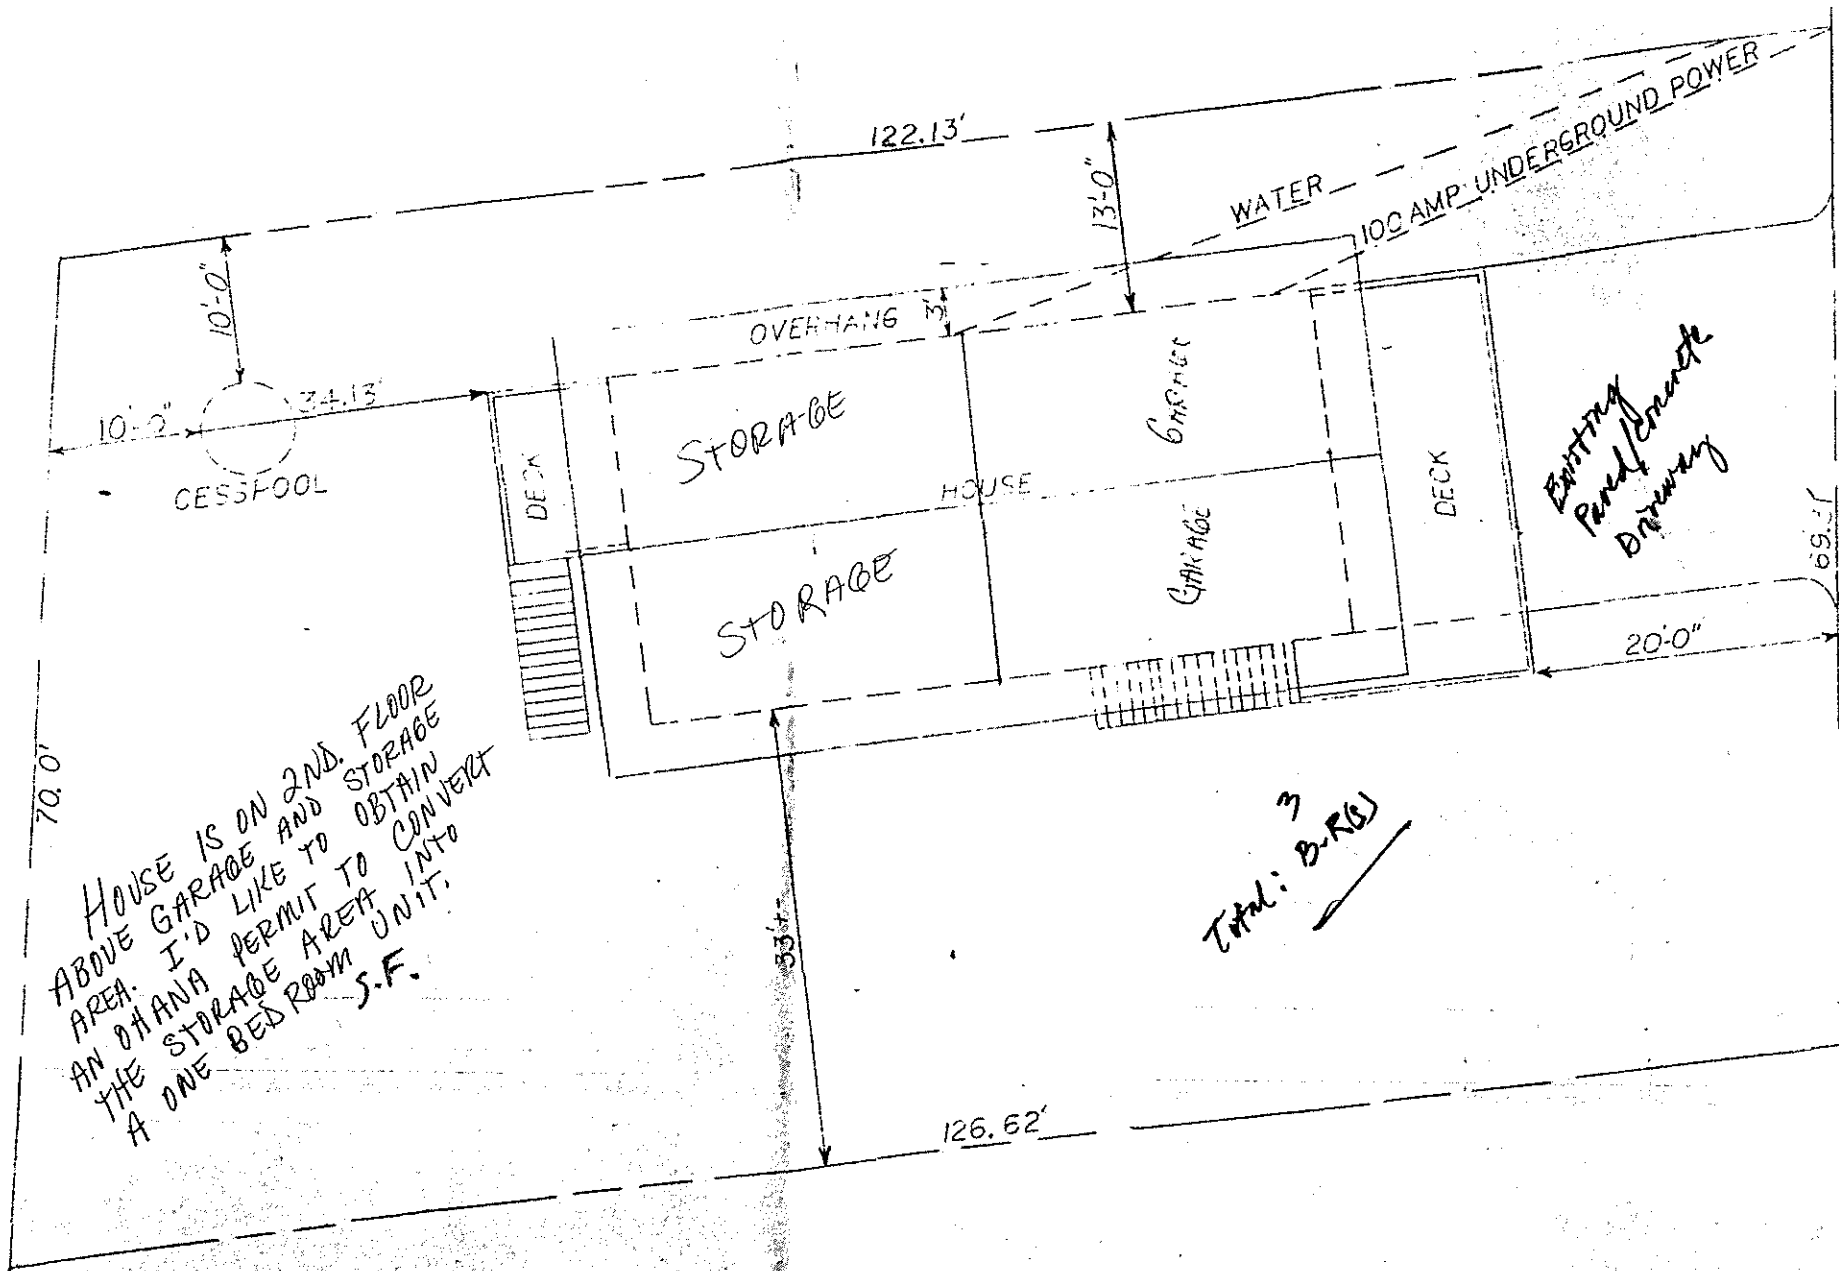 122.13'
13'-0"
WATER
100 AMP UNDERGROUND POWER
10'-0"
OVERHANG
3'
10'-0"
34.13'
CESSPOOL
DECK
STORAGE
GARAGE
HOUSE
STORAGE
GARAGE
DECK
Existing
Paved/Concrete
Driveway
20'-0"
70.0'
HOUSE IS ON 2ND. FLOOR
ABOVE GARAGE AND STORAGE
AREA. I'D LIKE TO OBTAIN
AN OHANA PERMIT TO CONVERT
THE STORAGE AREA INTO
A ONE BEDROOM UNIT.
S.F.
33'±
3
Total: B-R(s)
126.62'